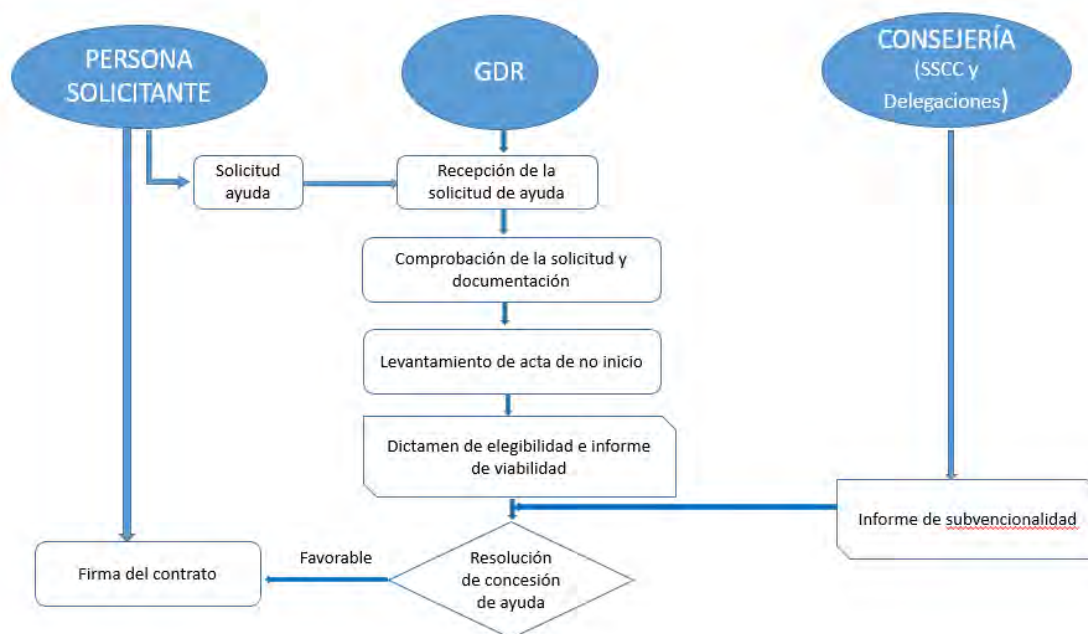 PERSONA
SOLICITANTE
GDR
CONSEJERÍA
(SSCC y
Delegaciones)
Solicitud
ayuda
Recepción de la
solicitud de ayuda
Comprobación de la solicitud y
documentación
Levantamiento de acta de no inicio
Dictamen de elegibilidad e informe
de viabilidad
Informe de subvencionalidad
Resolución
de concesión
de ayuda
Favorable
Firma del contrato